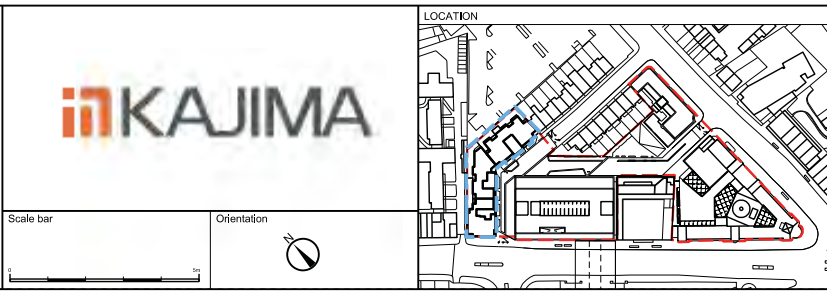 KAJIMA
LOCATION
Scale bar
0 5m
Orientation
N